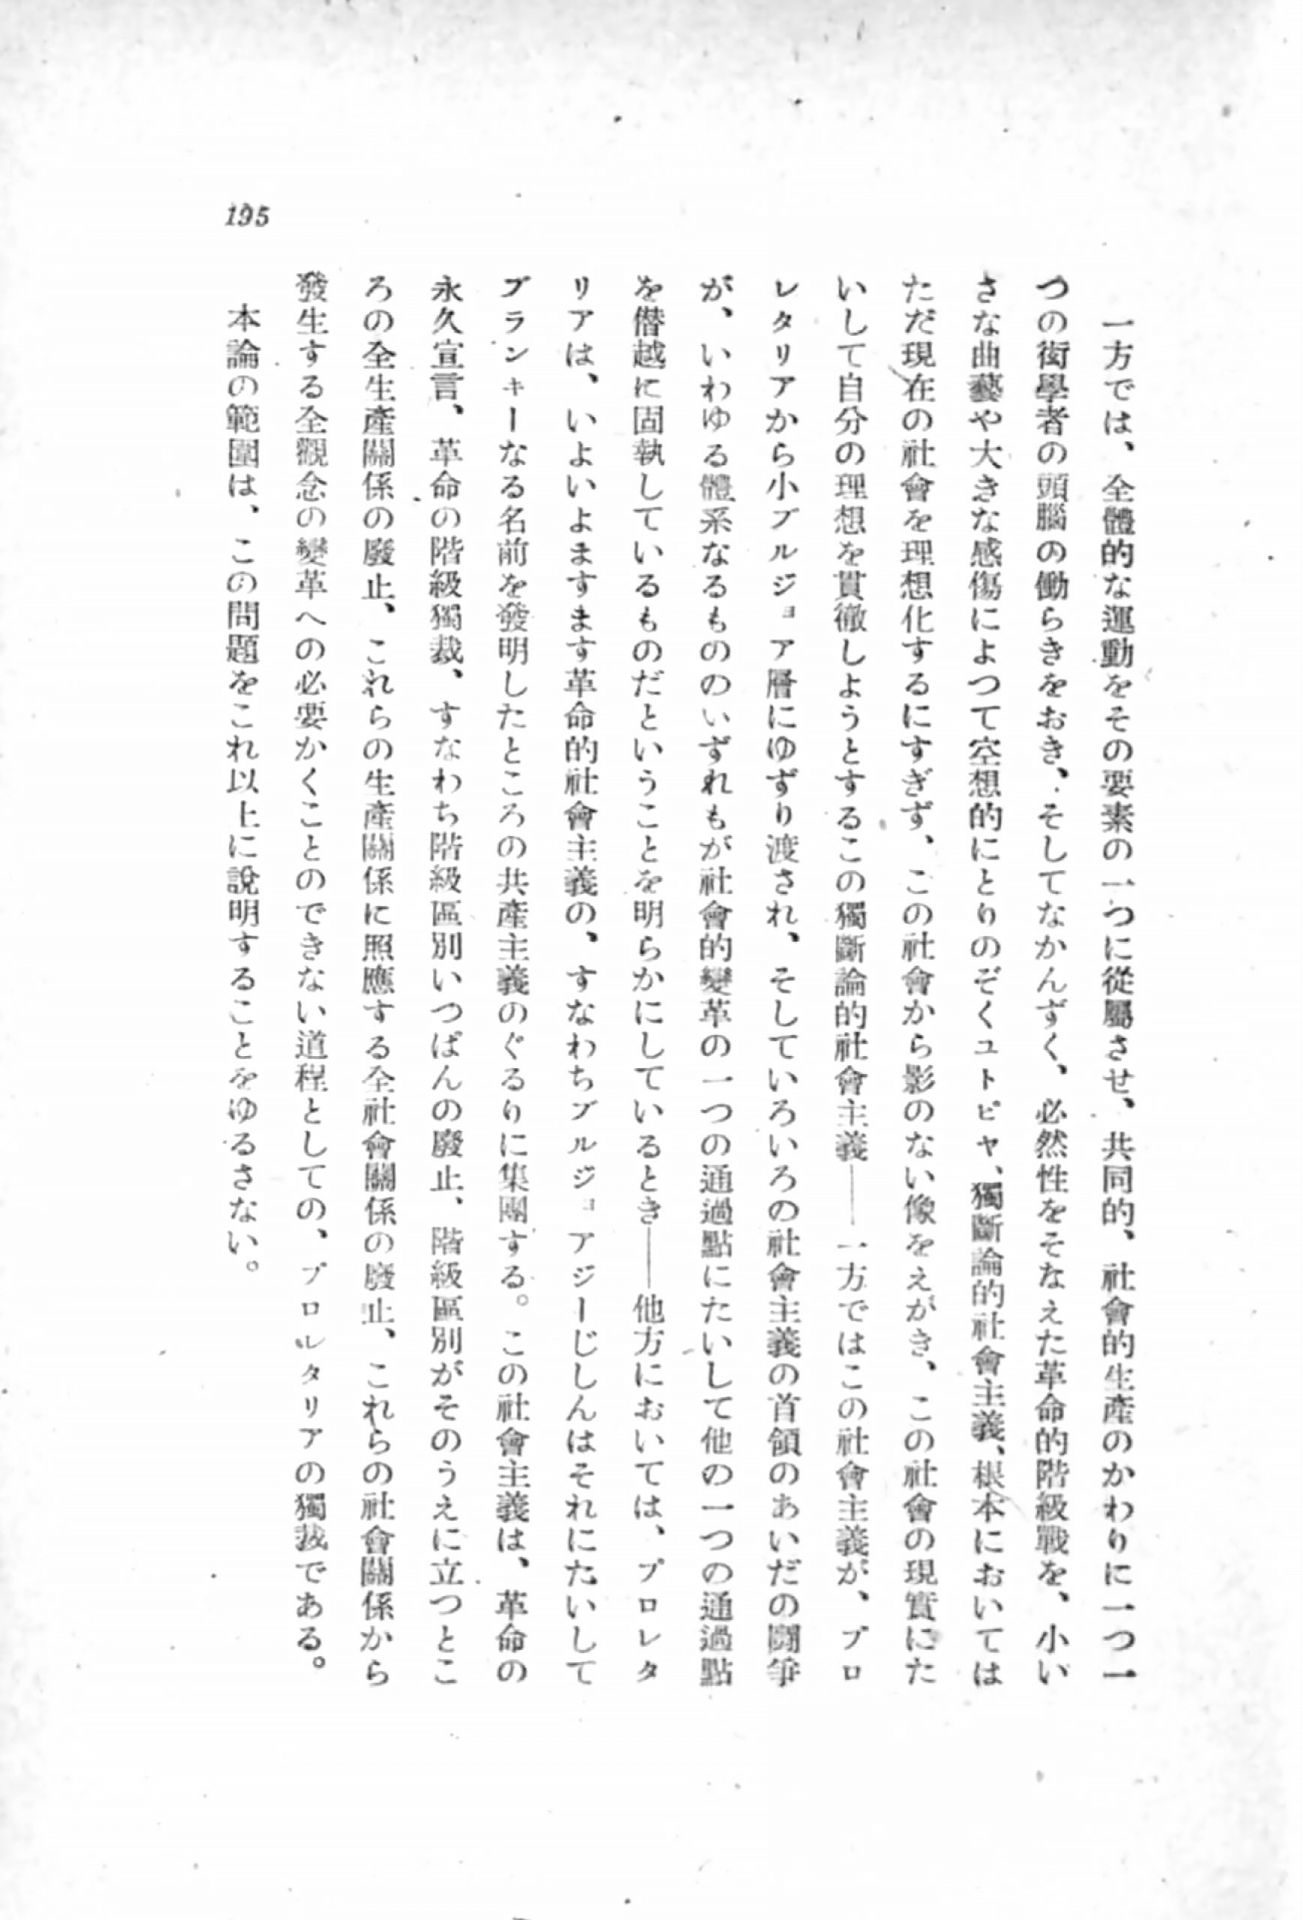 195
一方では、全體的な運動をその要素の一つに從屬させ、共同的、社會的生産のかわりに一つ一
つの衒學者の頭腦の働らきをおき、そしてなかんずく、必然性をそなえた革命的階級戰を、小い
さな曲藝や大きな感傷によつて空想的にとりのぞくユトピヤ、獨斷論的社會主義、根本においては
ただ現在の社會を理想化するにすぎず、この社會から影のない像をえがき、この社會の現實にた
いして自分の理想を貫徹しようとするこの獨斷論的社會主義――一方ではこの社會主義が、プロ
レタリアから小ブルジョア層にゆずり渡され、そしていろいろの社會主義の首領のあいだの鬪爭
が、いわゆる體系なるもののいずれもが社會的變革の一つの通過點にたいして他の一つの通過點
を僭越に固執しているものだということを明らかにしているとき――他方においては、プロレタ
リアは、いよいよますます革命的社會主義の、すなわちブルジョアジーじしんはそれにたいして
ブランキーなる名前を發明したところの共產主義のぐるりに集團する。この社會主義は、革命の
永久宣言、革命の階級獨裁、すなわち階級區別いつぱんの廢止、階級區別がそのうえに立つとこ
ろの全生產關係の廢止、これらの生產關係に照應する全社會關係の廢止、これらの社會關係から
發生する全觀念の變革への必要かくことのできない道程としての、プロルタリアの獨裁である。
本論の範圍は、この問題をこれ以上に說明することをゆるさない。